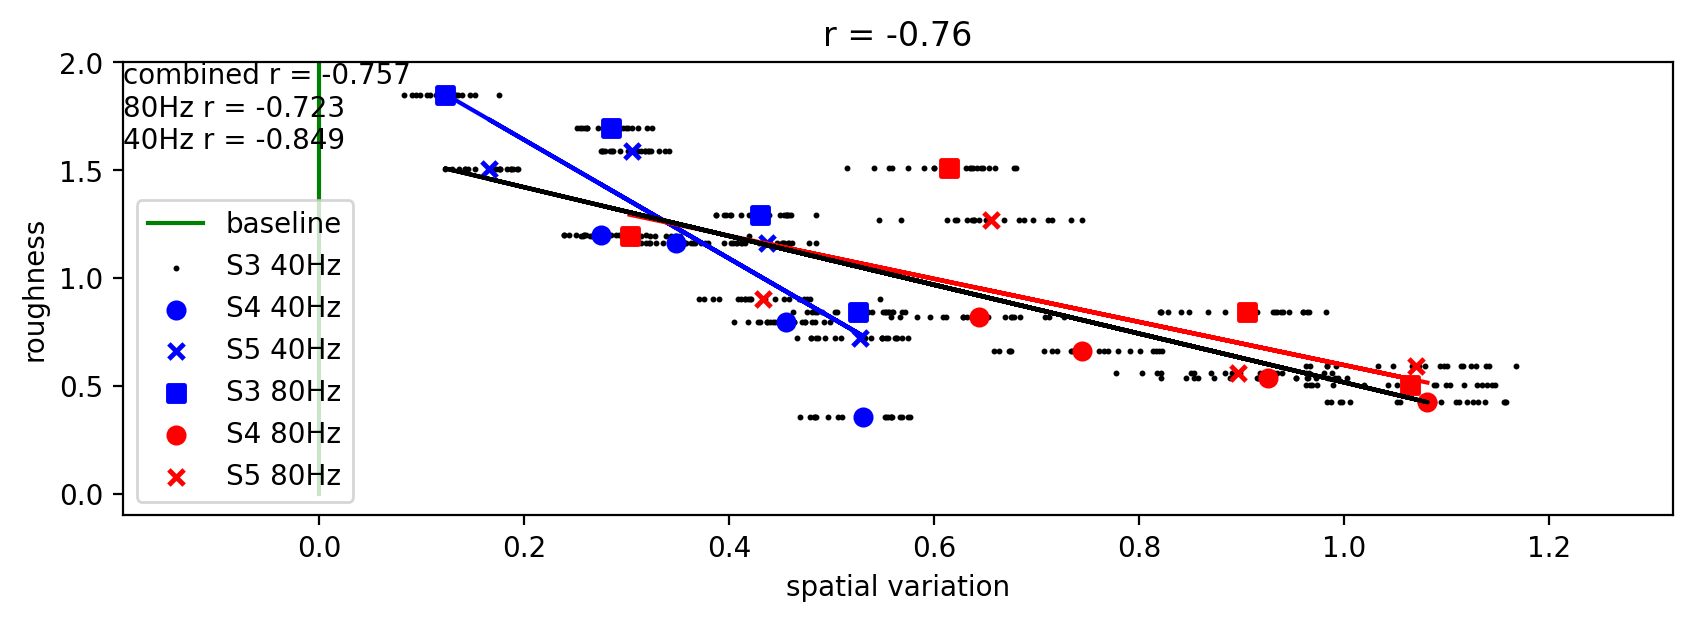 r = -0.76
combined r = -0.757
80Hz r = -0.723
40Hz r = -0.849
2.0
1.5
1.0
0.5
0.0
roughness
baseline
S3 40Hz
S4 40Hz
S5 40Hz
S3 80Hz
S4 80Hz
S5 80Hz
0.0 0.2 0.4 0.6 0.8 1.0 1.2
spatial variation